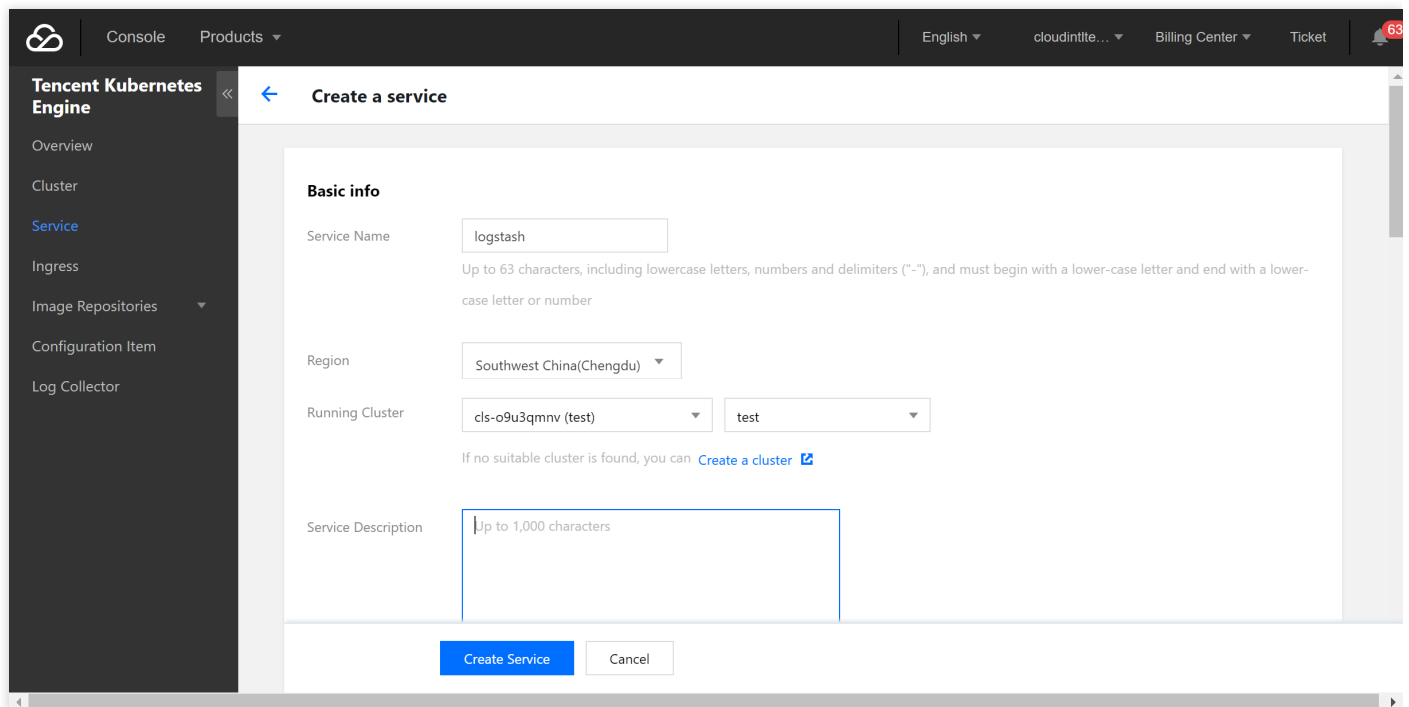 Console Products English cloudintlte... Billing Center Ticket 63
Tencent Kubernetes
Engine
Overview
Cluster
Service
Ingress
Image Repositories
Configuration Item
Log Collector
Create a service
Basic info
Service Name logstash
Up to 63 characters, including lowercase letters, numbers and delimiters ("-"), and must begin with a lower-case letter and end with a lower-
case letter or number
Region Southwest China(Chengdu)
Running Cluster cls-o9u3qmnv (test) test
If no suitable cluster is found, you can Create a cluster
Service Description Up to 1,000 characters
Create Service Cancel